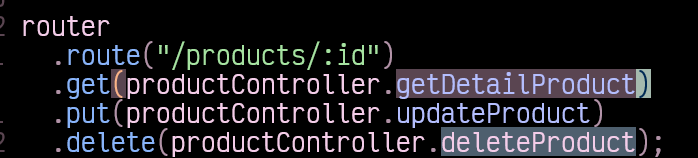 router
.route("/products/:id")
.get(productController.getDetailProduct)
.put(productController.updateProduct)
.delete(productController.deleteProduct);